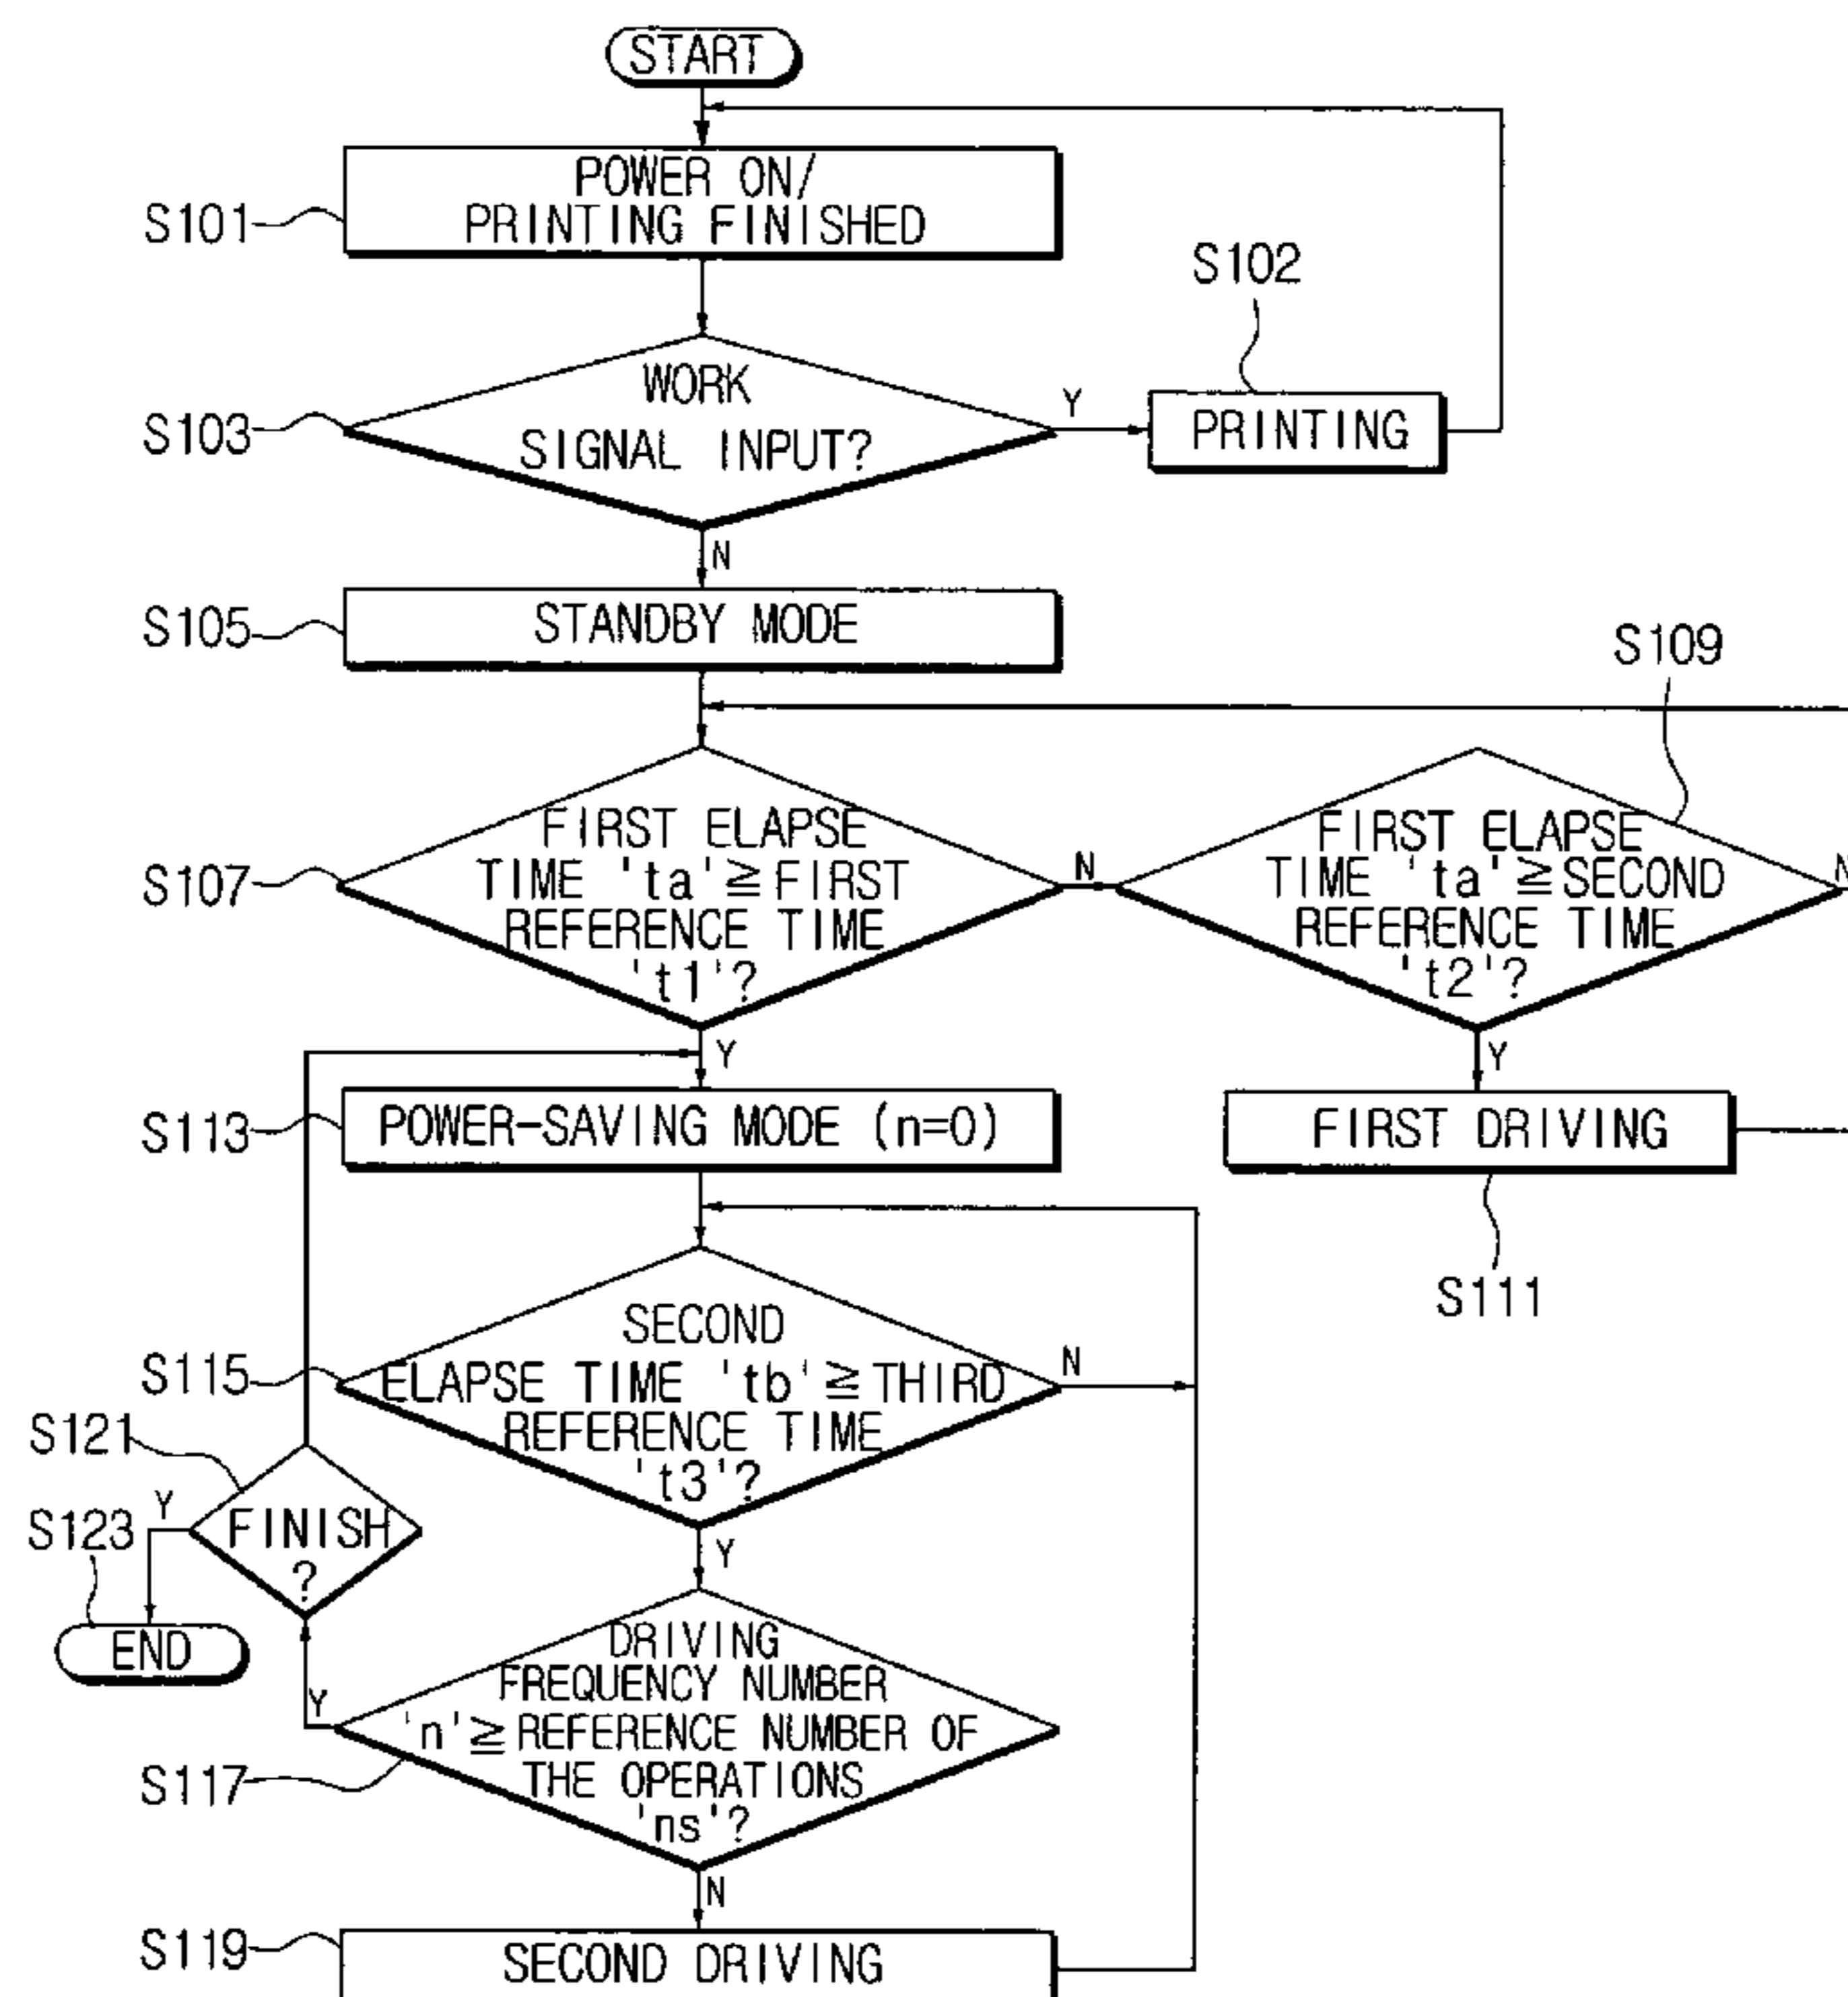 START
POWER ON/
PRINTING FINISHED
S101
S102
WORK
SIGNAL INPUT?
S103
Y
PRINTING
N
STANDBY MODE
S105
S109
FIRST ELAPSE
TIME 'ta'≧FIRST
REFERENCE TIME
't1'?
S107
N
FIRST ELAPSE
TIME 'ta'≧SECOND
REFERENCE TIME
't2'?
N
Y
Y
S113
POWER-SAVING MODE (n=0)
FIRST DRIVING
S111
SECOND
ELAPSE TIME 'tb'≧THIRD
REFERENCE TIME
't3'?
S115
N
S121
Y
FINISH
?
S123
END
Y
DRIVING
FREQUENCY NUMBER
'n'≧REFERENCE NUMBER OF
THE OPERATIONS
'ns'?
Y
S117
N
S119
SECOND DRIVING